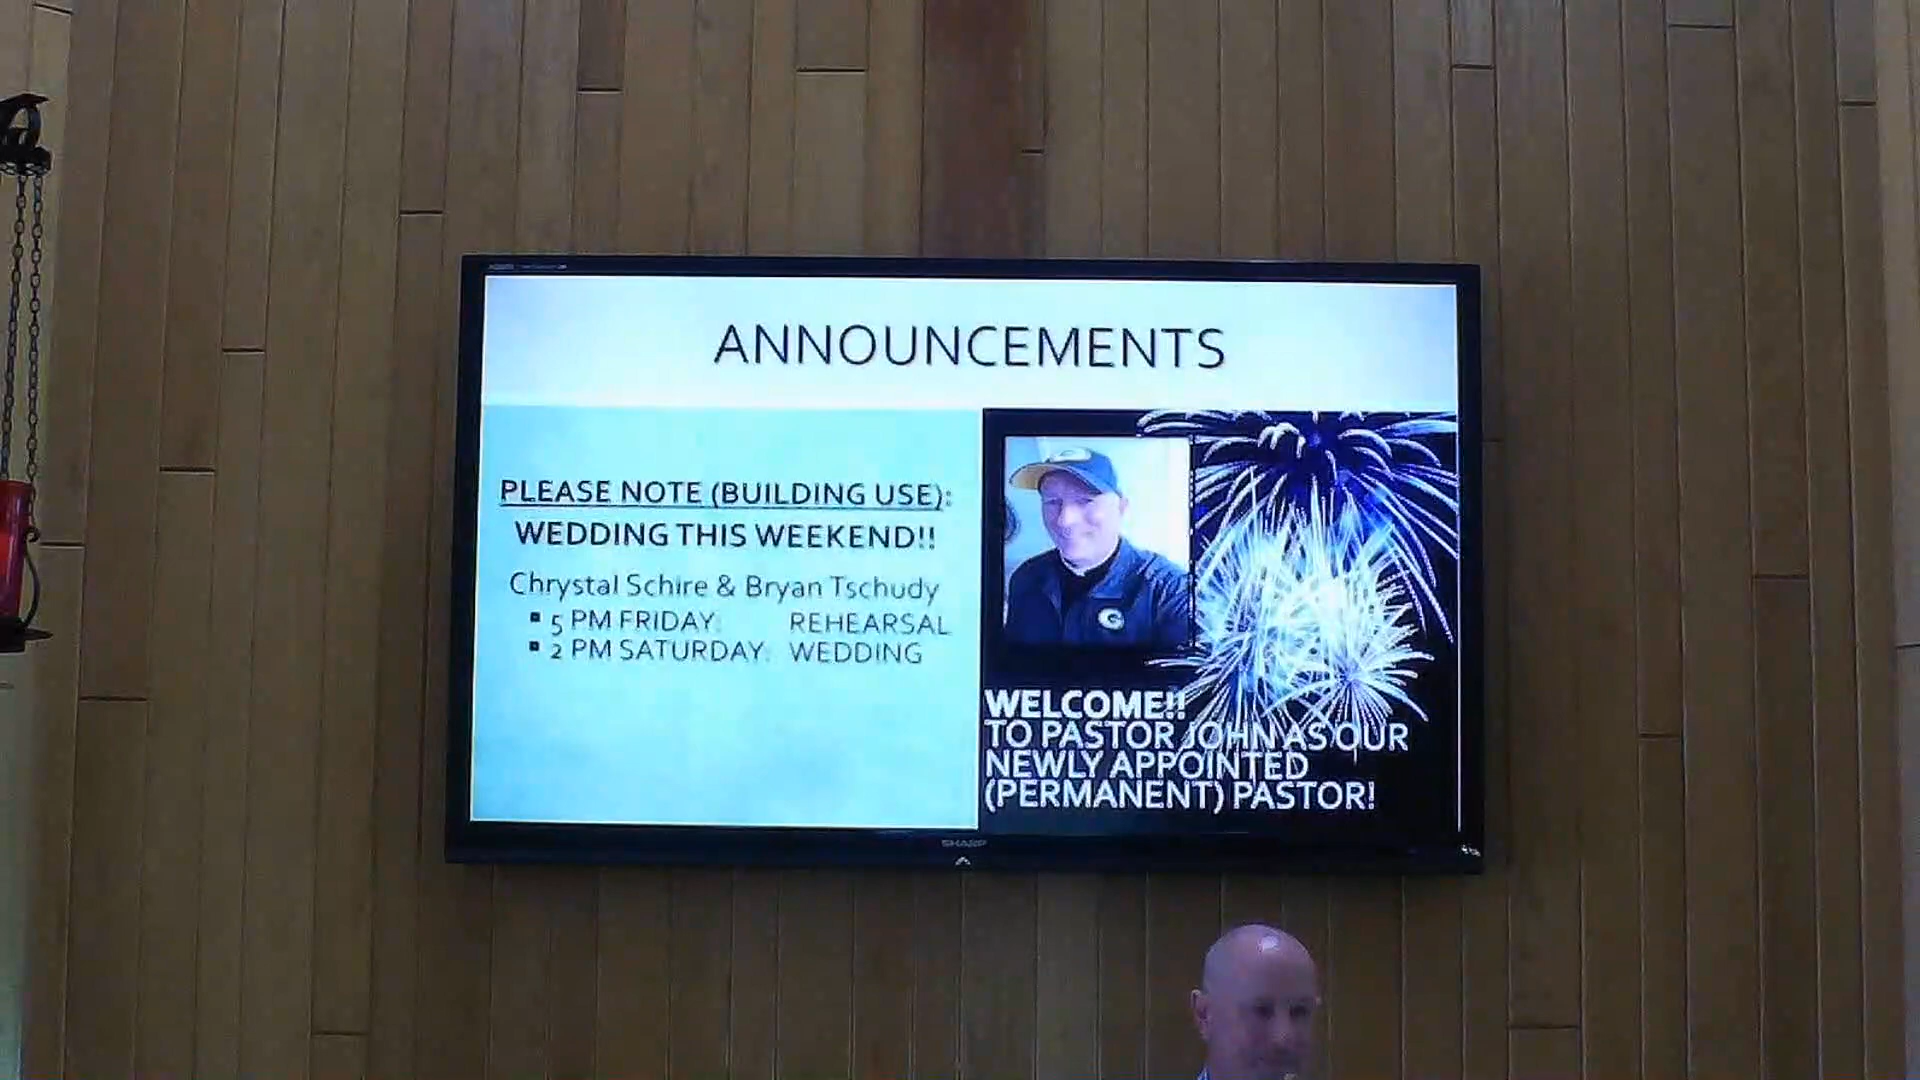 ANNOUNCEMENTS
PLEASE NOTE (BUILDING USE):
WEDDING THIS WEEKEND!!
Chrystal Schire & Bryan Tschudy
▪ 5 PM FRIDAY: REHEARSAL
▪ 2 PM SATURDAY: WEDDING
G
G
WELCOME!!
TO PASTOR JOHN AS OUR
NEWLY APPOINTED
(PERMANENT) PASTOR!
SHARP